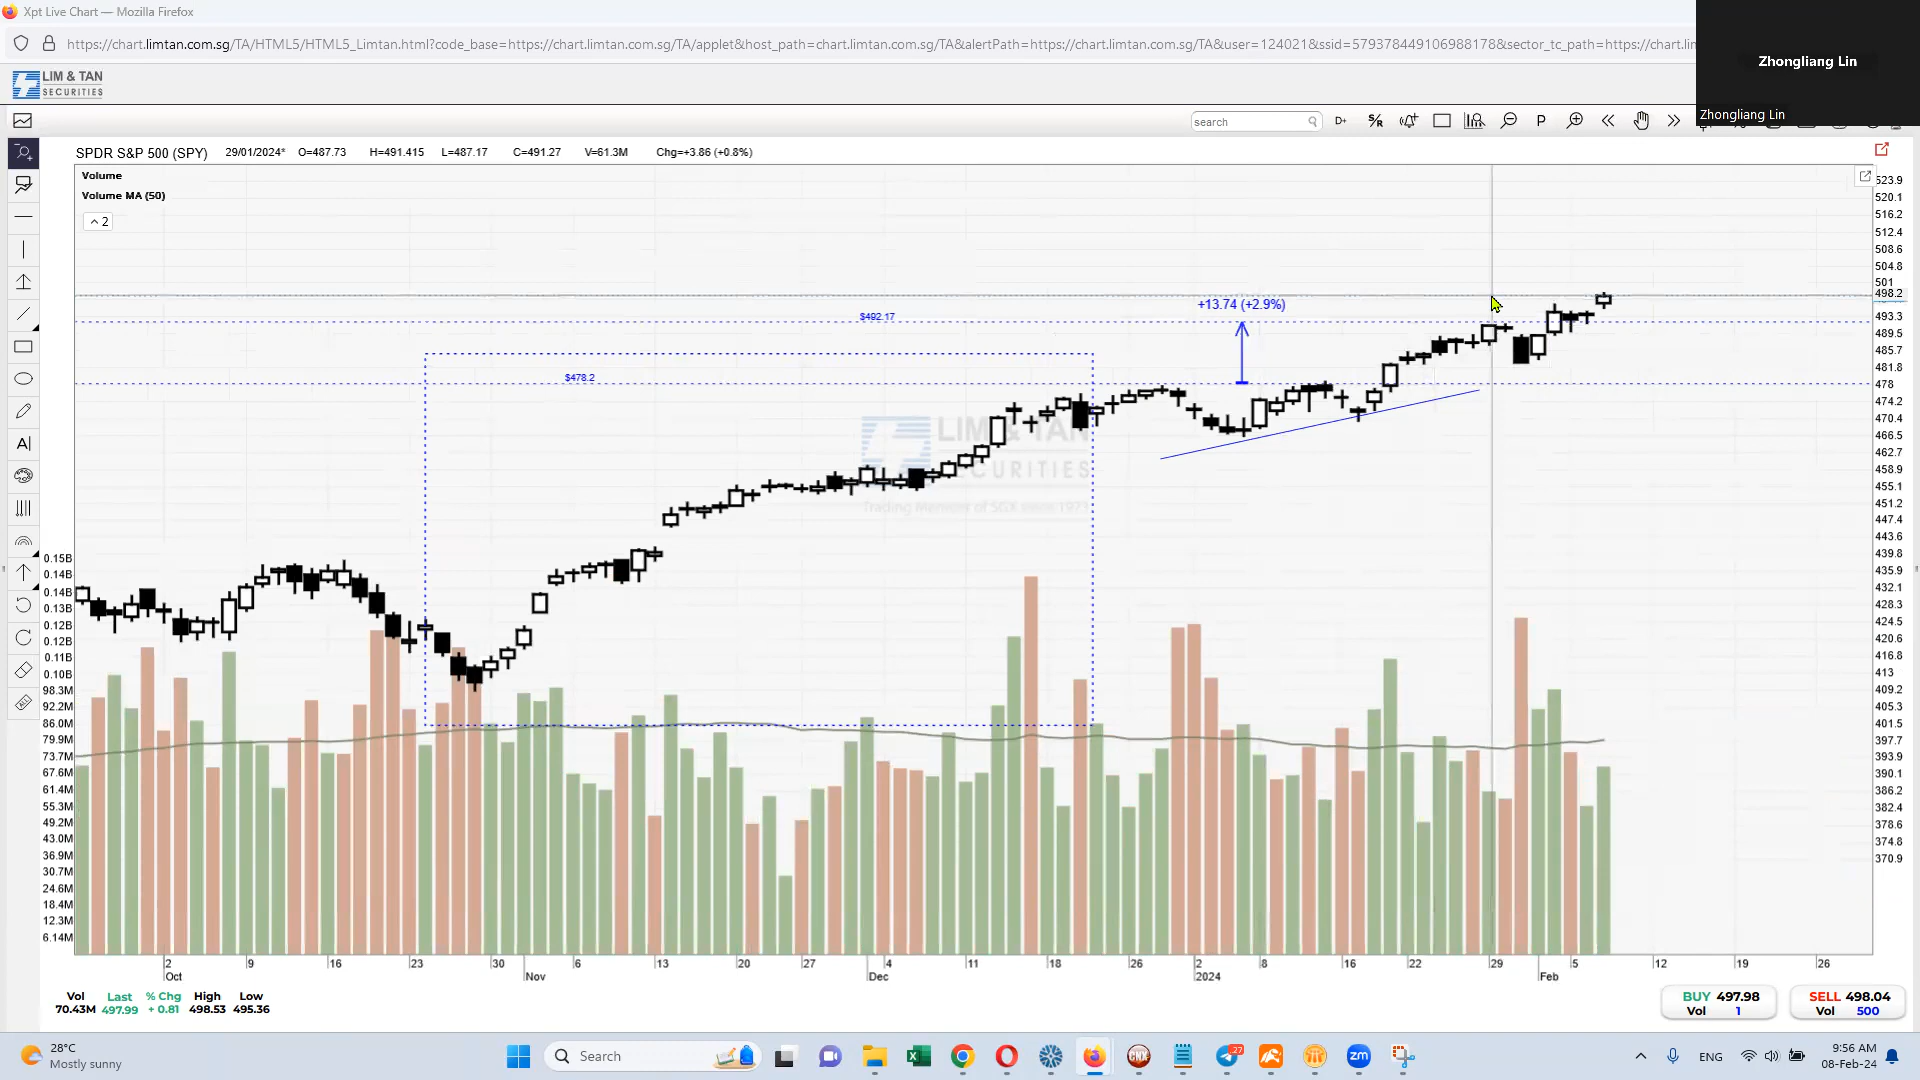 Xpt Live Chart — Mozilla Firefox
https://chart.limtan.com.sg/TA/HTML5/HTML5_Limtan.html?code_base=https://chart.limtan.com.sg/TA/applet&host_path=chart.limtan.com.sg/TA&alertPath=https://chart.limtan.com.sg/TA&user=124021&ssid=579378449106988178&sector_tc_path=https://chart.lin
Zhongliang Lin
Zhongliang Lin
LIM & TAN
SECURITIES
search
D+
S/R
P
SPDR S&P 500 (SPY) 29/01/2024* O=487.73 H=491.415 L=487.17 C=491.27 V=61.3M Chg=+3.86 (+0.8%)
Volume
Volume MA (50)
2
A
523.9
520.1
516.2
512.4
508.6
504.8
501
498.2
493.3
489.5
485.7
481.8
478
474.2
470.4
466.5
462.7
458.9
455.1
451.2
447.4
443.6
439.8
435.9
432.1
428.3
424.5
420.6
416.8
413
409.2
405.3
401.5
397.7
393.9
390.1
386.2
382.4
378.6
374.8
370.9
+13.74 (+2.9%)
$492.17
$478.2
LIM & TAN
SECURITIES
Trading Member of SGX since 1973
0.15B
0.14B
0.14B
0.13B
0.12B
0.12B
0.11B
0.10B
98.3M
92.2M
86.0M
79.9M
73.7M
67.6M
61.4M
55.3M
49.2M
43.0M
36.9M
30.7M
24.6M
18.4M
12.3M
6.14M
2 9 16 23 30 6 13 20 27 4 11 18 26 2 8 16 22 29 5 12 19 26
Oct Nov Dec 2024 Feb
Vol Last % Chg High Low
70.43M 497.99 + 0.81 498.53 495.36
BUY 497.98
Vol 1
SELL 498.04
Vol 500
28°C
Mostly sunny
Search
CNX
27
zm
ENG
9:56 AM
08-Feb-24